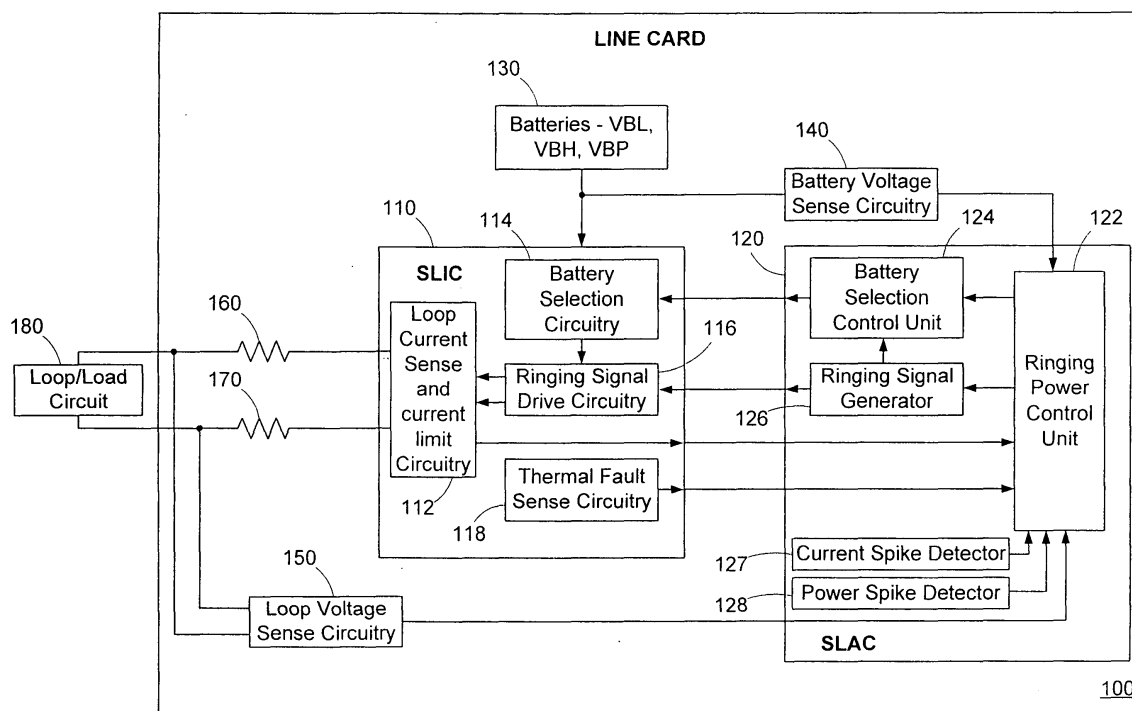 LINE CARD
130
Batteries - VBL,
VBH, VBP
140
Battery Voltage
Sense Circuitry
110
114
120
124
122
SLIC
Battery
Selection
Circuitry
Battery
Selection
Control Unit
160
180
Loop/Load
Circuit
170
Loop
Current
Sense
and
current
limit
Circuitry
112
116
Ringing Signal
Drive Circuitry
Ringing Signal
Generator
126
Ringing
Power
Control
Unit
Thermal Fault
Sense Circuitry
118
127
Current Spike Detector
128
Power Spike Detector
150
Loop Voltage
Sense Circuitry
SLAC
100